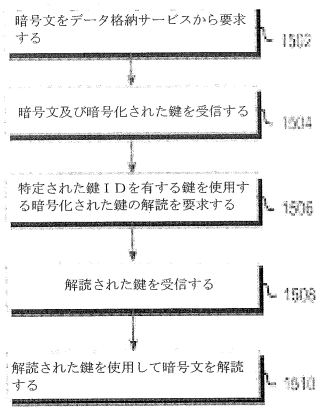 暗号文をデータ格納サービスから要求
する
1502
暗号文及び暗号化された鍵を受信する
1504
特定された鍵IDを有する鍵を使用す
る暗号化された鍵の解読を要求する
1506
解読された鍵を受信する
1508
解読された鍵を使用して暗号文を解読
する
1510